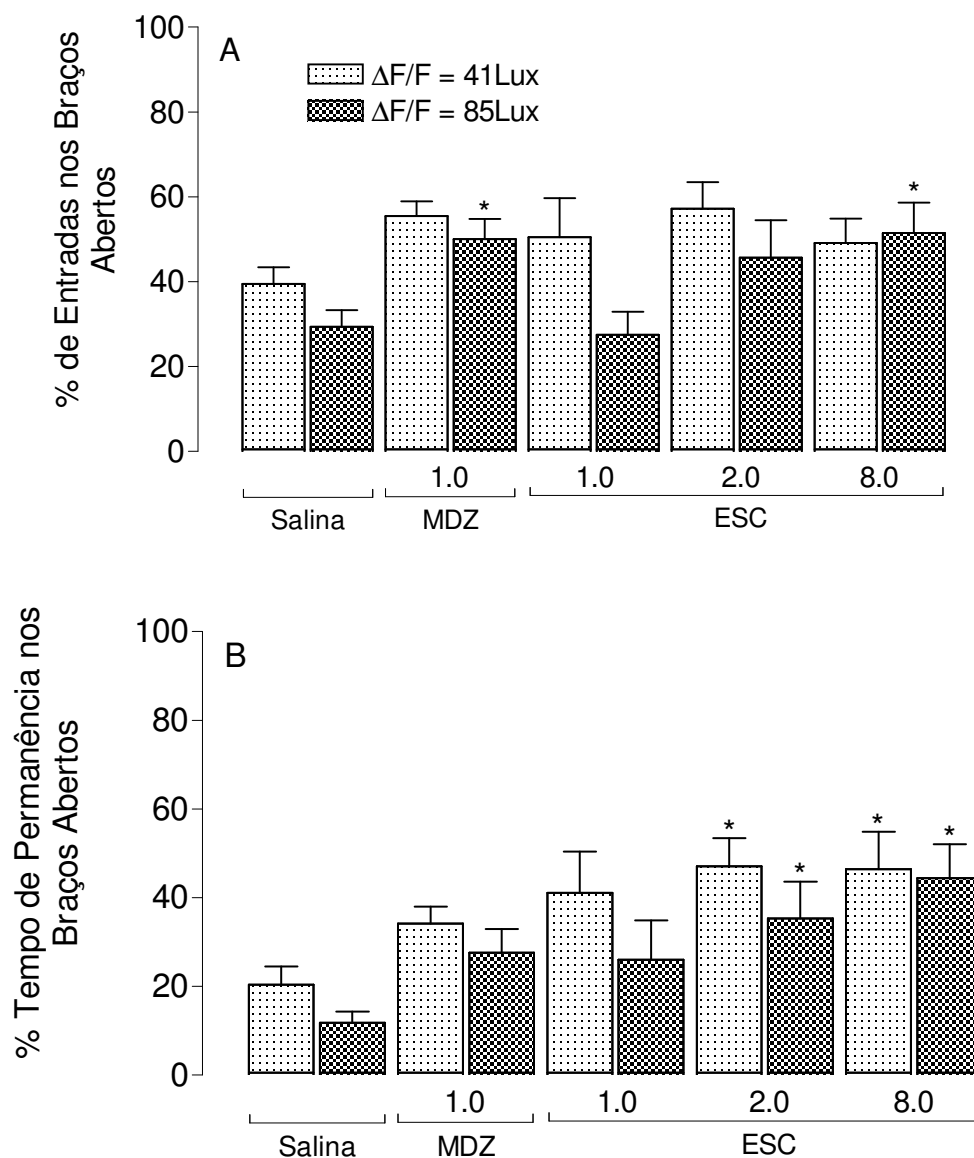 A
ΔF/F = 41Lux
ΔF/F = 85Lux
% de Entradas nos Braços
Abertos
100
80
60
40
20
0
*
*
1.0
1.0
2.0
8.0
Salina
MDZ
ESC
B
% Tempo de Permanência nos
Braços Abertos
100
80
60
40
20
0
*
*
*
*
1.0
1.0
2.0
8.0
Salina
MDZ
ESC